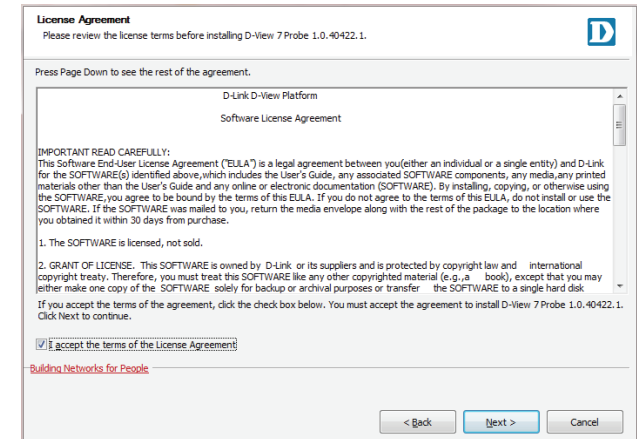 License Agreement
Please review the license terms before installing D-View 7 Probe 1.0.40422.1.
D
Press Page Down to see the rest of the agreement.
D-Link D-View Platform
Software License Agreement
IMPORTANT READ CAREFULLY:
This Software End-User License Agreement ("EULA") is a legal agreement between you(either an individual or a single entity) and D-Link
for the SOFTWARE(s) identified above,which includes the User's Guide, any associated SOFTWARE components, any media,any printed
materials other than the User's Guide and any online or electronic documentation (SOFTWARE). By installing, copying, or otherwise using
the SOFTWARE,you agree to be bound by the terms of this EULA. If you do not agree to the terms of this EULA, do not install or use the
SOFTWARE. If the SOFTWARE was mailed to you, return the media envelope along with the rest of the package to the location where
you obtained it within 30 days from purchase.
1. The SOFTWARE is licensed, not sold.
2. GRANT OF LICENSE. This SOFTWARE is owned by D-Link or its suppliers and is protected by copyright law and international
copyright treaty. Therefore, you must treat this SOFTWARE like any other copyrighted material (e.g.,a book), except that you may
either make one copy of the SOFTWARE solely for backup or archival purposes or transfer the SOFTWARE to a single hard disk
If you accept the terms of the agreement, click the check box below. You must accept the agreement to install D-View 7 Probe 1.0.40422.1.
Click Next to continue.
I accept the terms of the License Agreement
Building Networks for People
< Back Next > Cancel